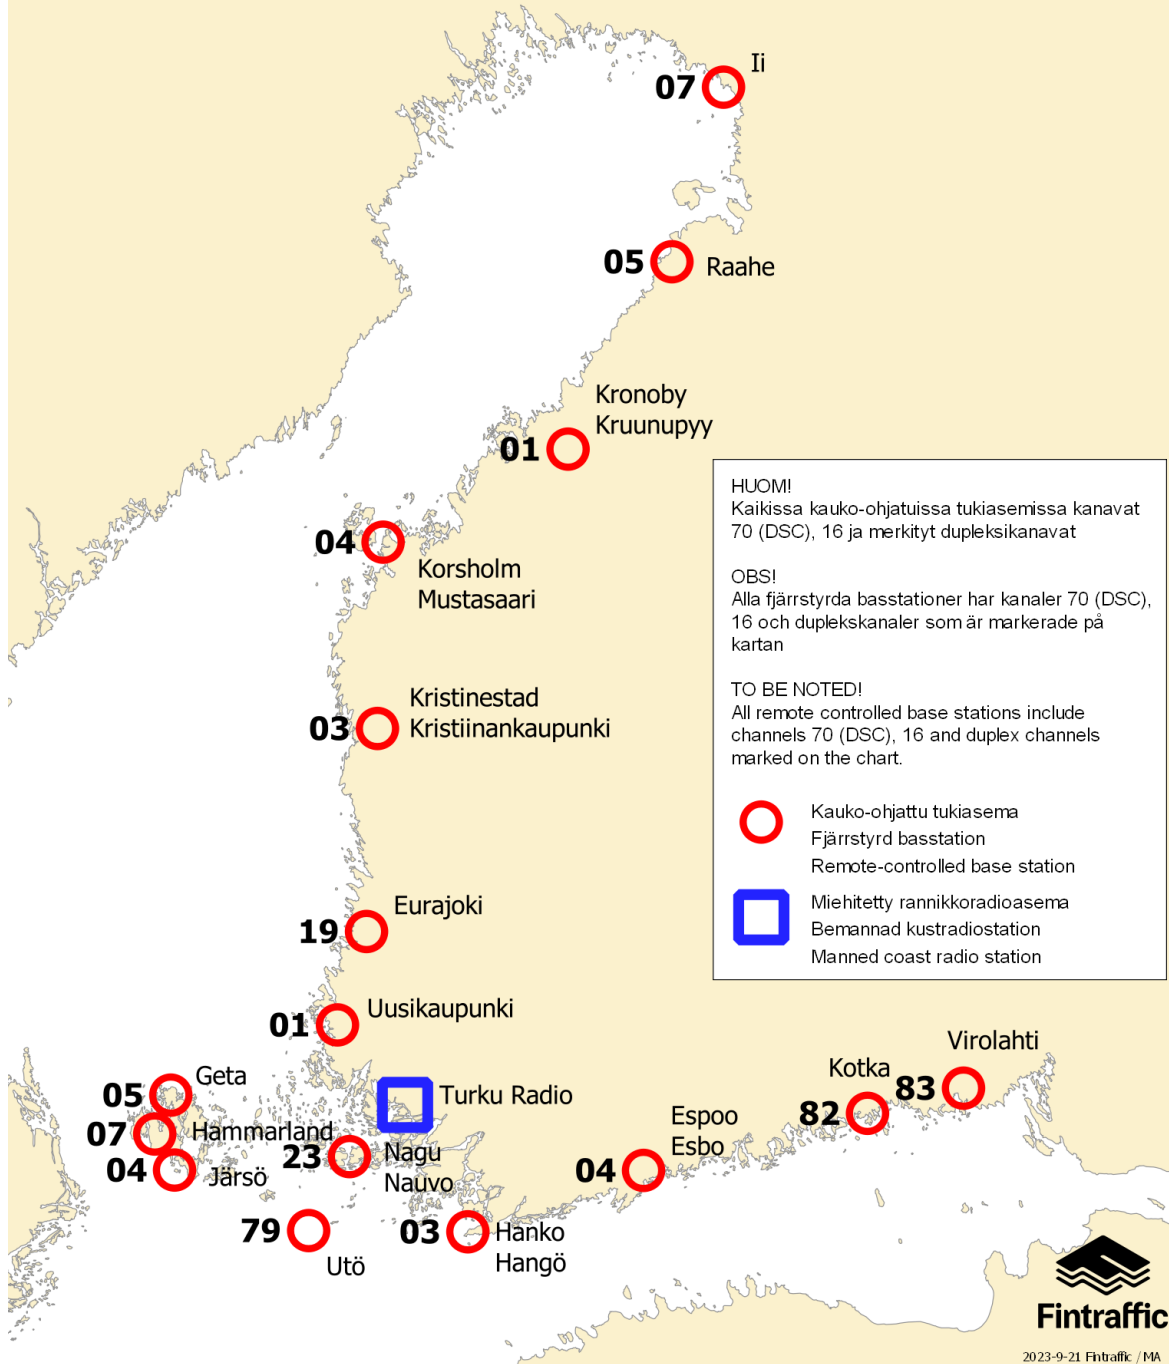 07
Ii
05
Raahe
Kronoby
Kruunupyy
01
04
Korsholm
Mustasaari
HUOM!
Kaikissa kauko-ohjatuissa tukiasemissa kanavat
70 (DSC), 16 ja merkityt dupleksikanavat
OBS!
Alla fjärrstyrda basstationer har kanaler 70 (DSC),
16 och duplekskanaler som är markerade på
kartan
TO BE NOTED!
All remote controlled base stations include
channels 70 (DSC), 16 and duplex channels
marked on the chart.
Kauko-ohjattu tukiasema
Fjärrstyrd basstation
Remote-controlled base station
Miehitetty rannikkoradioasema
Bemannad kustradiostation
Manned coast radio station
Kristinestad
03
Kristiinankaupunki
Eurajoki
19
Uusikaupunki
01
Virolahti
Kotka
83
82
Geta
05
Turku Radio
Espoo
Esbo
04
07
Hammarland
23
Nagu
Nauvo
04
Järsö
79
Utö
03
Hanko
Hangö
Fintraffic
2023-9-21 Fintraffic / MA